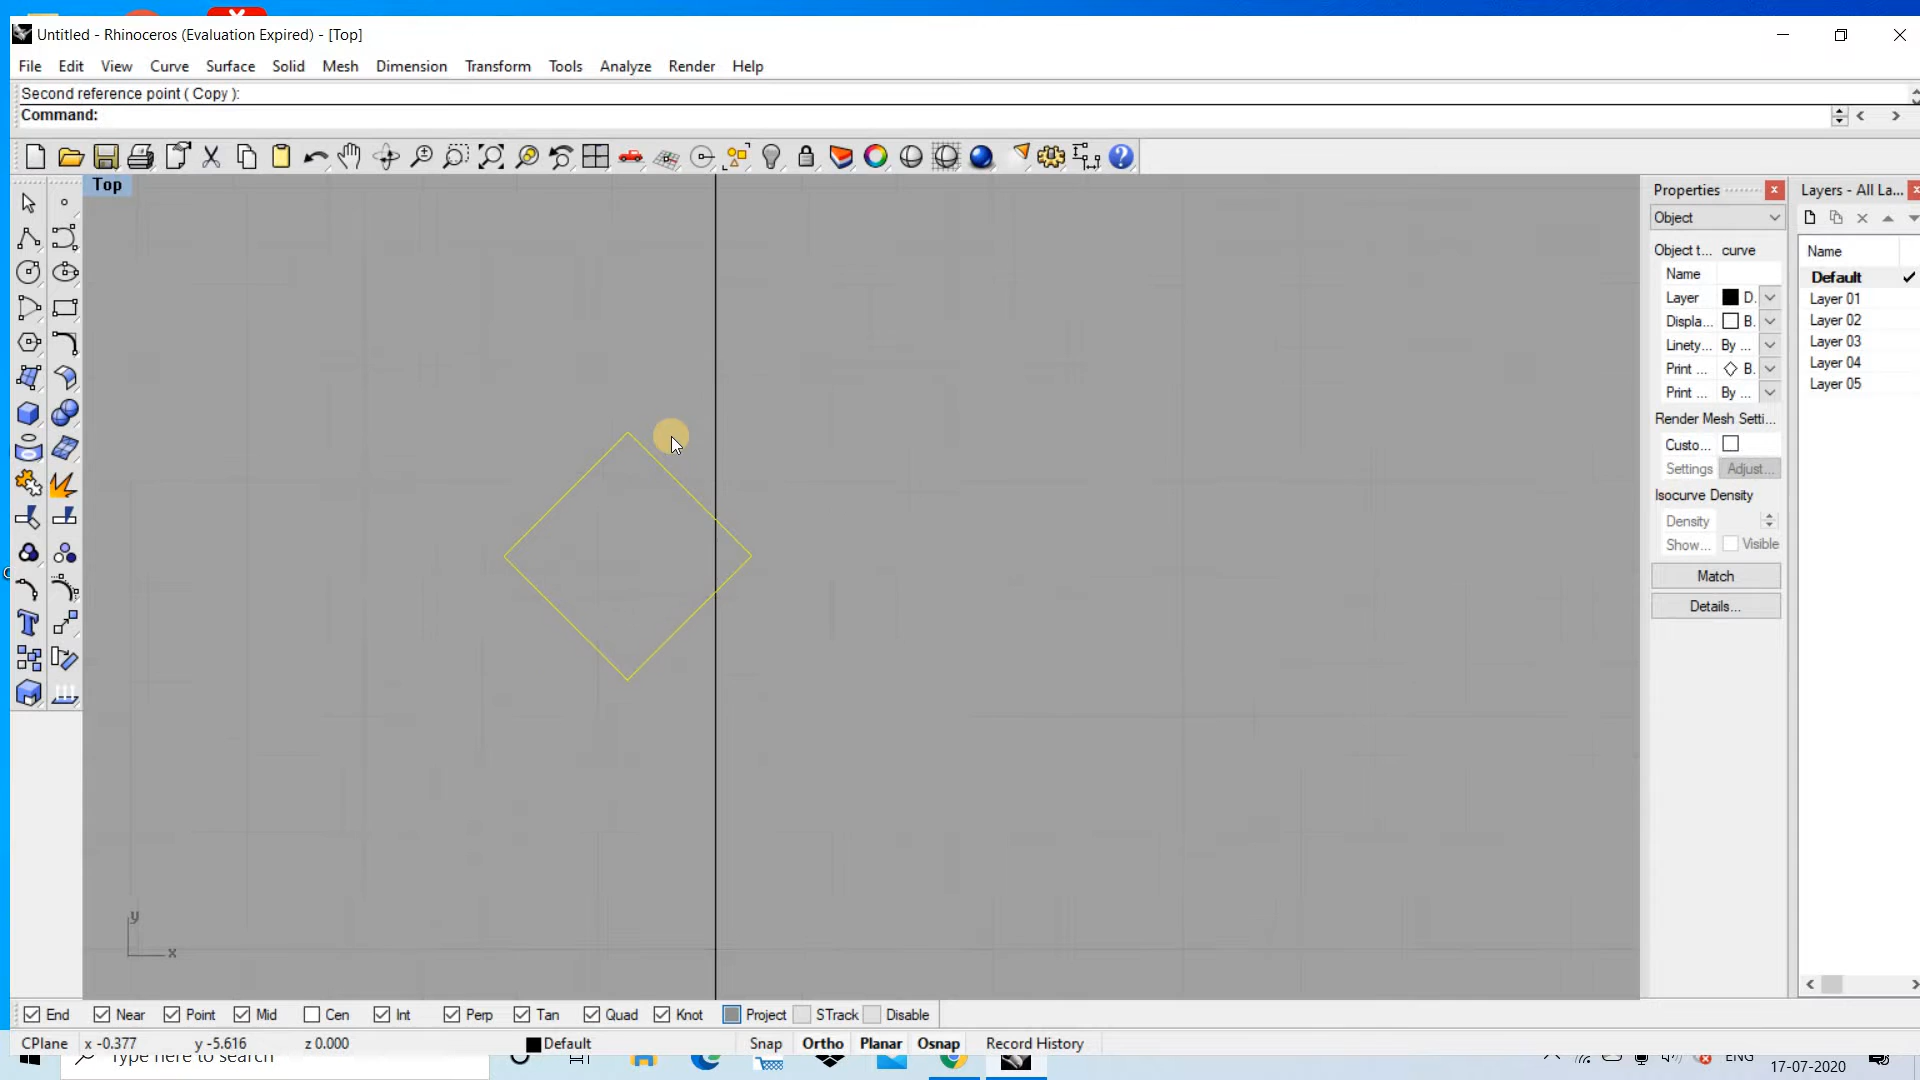 Untitled - Rhinoceros (Evaluation Expired) - [Top]
File Edit View Curve Surface Solid Mesh Dimension Transform Tools Analyze Render Help
Second reference point ( Copy ):
Command:
Top
Properties
Layers - All La...
Object
Object t... curve
Name
Layer D.
Displa... B.
Linety... By ...
Print ... B.
Print ... By ...
Render Mesh Setti...
Custo...
Settings Adjust...
Isocurve Density
Density
Show... Visible
Match
Details...
Name
Default
Layer 01
Layer 02
Layer 03
Layer 04
Layer 05
y
x
End Near Point Mid Cen Int Perp Tan Quad Knot Project STrack Disable
CPlane x -0.377 y -5.616 z 0.000 Default Snap Ortho Planar Osnap Record History
Type here to search
ENG
17-07-2020